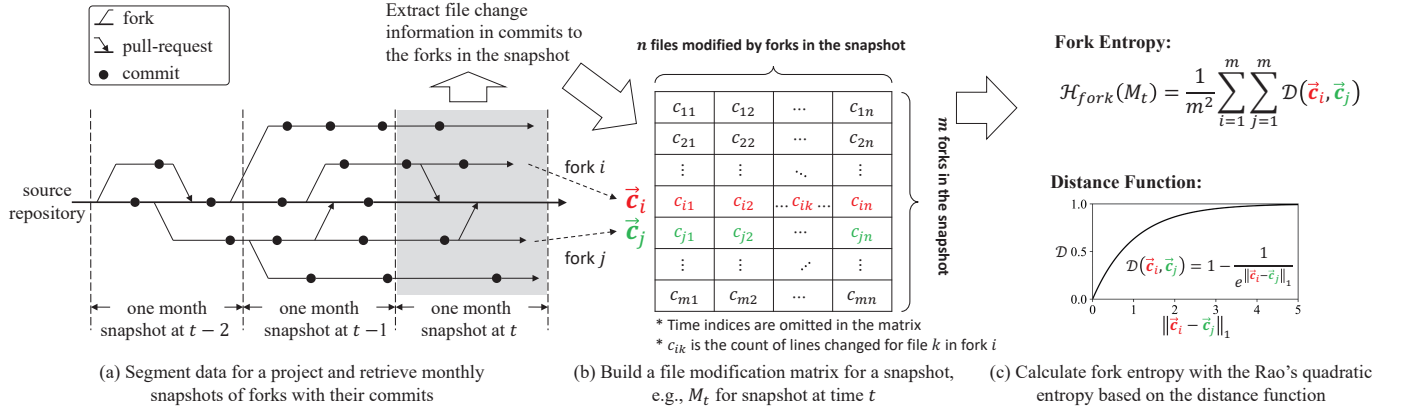 fork
pull-request
commit
Extract file change
information in commits to
the forks in the snapshot
source
repository
fork i
fork j
one month
snapshot at t − 2
one month
snapshot at t −1
one month
snapshot at t
(a) Segment data for a project and retrieve monthly
snapshots of forks with their commits
n files modified by forks in the snapshot
c⃗_i
c⃗_j
c_11 c_12 ⋯ c_1n
c_21 c_22 ⋯ c_2n
⋮ ⋮ ⋱ ⋮
c_i1 c_i2 ⋯ c_ik ⋯ c_in
c_j1 c_j2 ⋯ c_jn
⋮ ⋮ ⋰ ⋮
c_m1 c_m2 ⋯ c_mn
m forks in the snapshot
* Time indices are omitted in the matrix
* c_ik is the count of lines changed for file k in fork i
(b) Build a file modification matrix for a snapshot,
e.g., M_t for snapshot at time t
Fork Entropy:
ℋ_fork(M_t) = 1/m² ∑_{i=1}^{m} ∑_{j=1}^{m} 𝒟(c⃗_i, c⃗_j)
Distance Function:
1.0
0.5
0.0
𝒟
𝒟(c⃗_i, c⃗_j) = 1 − 1/e^{‖c⃗_i−c⃗_j‖_1}
0 1 2 3 4 5
‖c⃗_i − c⃗_j‖_1
(c) Calculate fork entropy with the Rao's quadratic
entropy based on the distance function